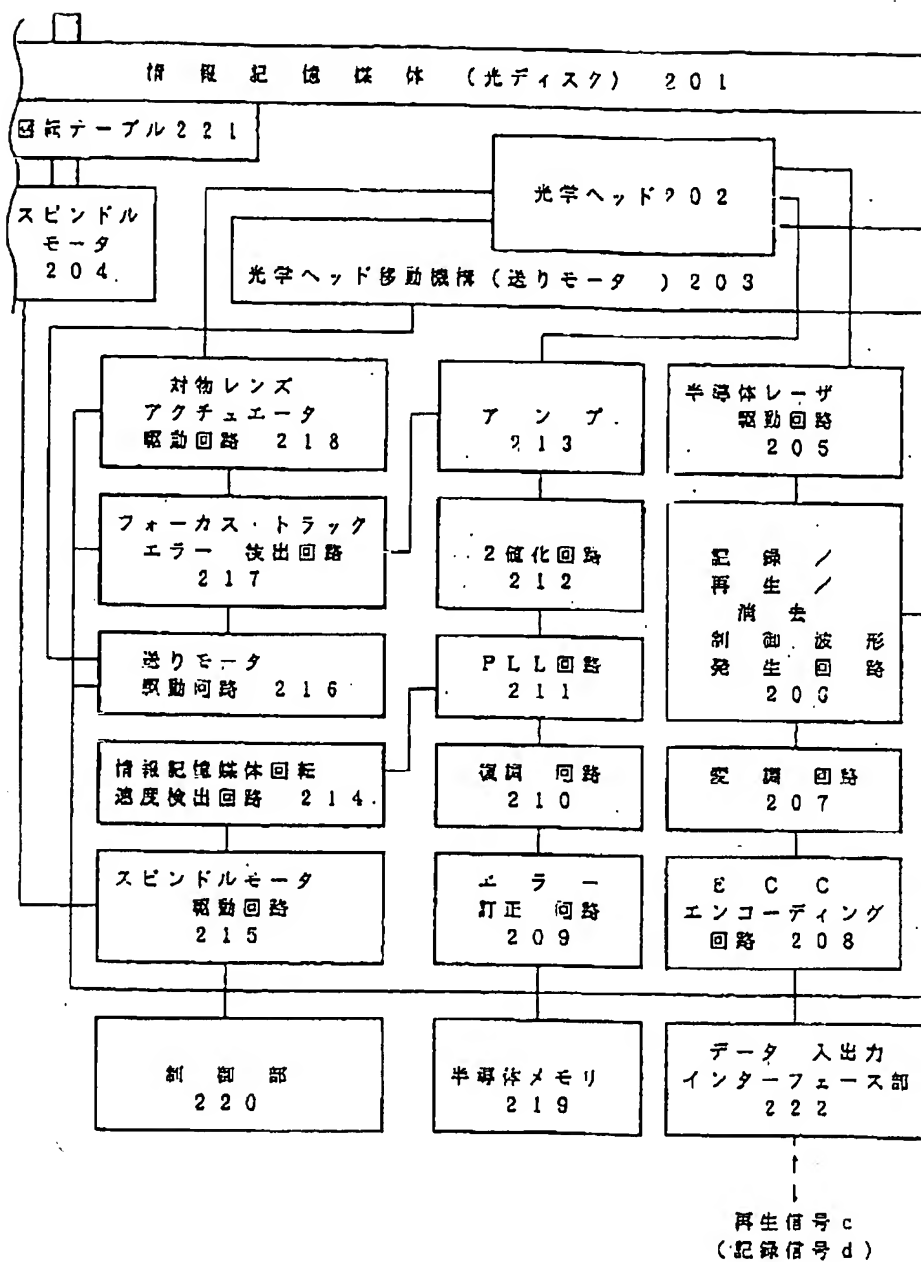 情報記憶媒体(光ディスク) 201
回転テーブル221
光学ヘッド202
スピンドル
モータ
204
光学ヘッド移動機構(送りモータ )203
対物レンズ
アクチュエータ
駆動回路 218
アンプ
213
半導体レーザ
駆動回路
205
フォーカス・トラック
エラー 検出回路
217
2値化回路
212
記録/
再生/
消去
制御波形
発生回路
206
送りモータ
駆動回路 216
PLL回路
211
情報記憶媒体回転
速度検出回路 214
復調 回路
210
変調回路
207
スピンドルモータ
駆動回路
215
エラー
訂正 回路
209
ECC
エンコーディング
回路 208
制御部
220
半導体メモリ
219
データ 入出力
インターフェース部
222
再生信号c
(記録信号d)